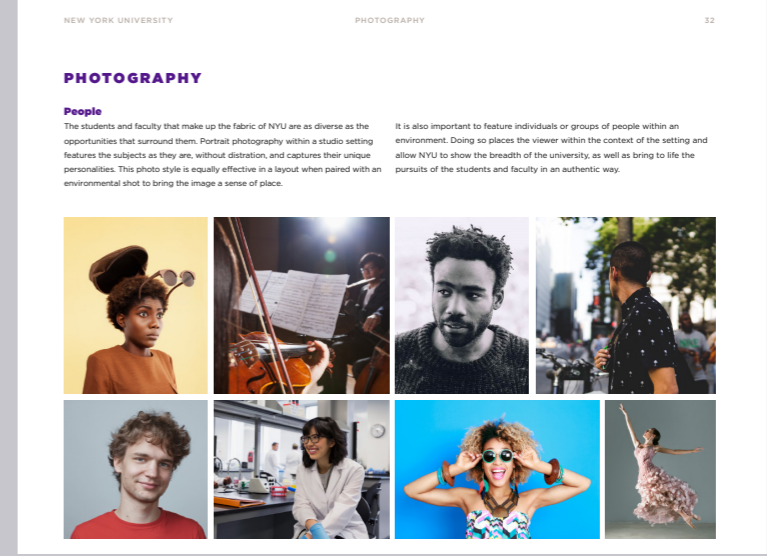 NEW YORK UNIVERSITY
PHOTOGRAPHY
32
PHOTOGRAPHY
People
The students and faculty that make up the fabric of NYU are as diverse as the
opportunities that surround them. Portrait photography within a studio setting
features the subjects as they are, without distration, and captures their unique
personalities. This photo style is equally effective in a layout when paired with an
environmental shot to bring the image a sense of place.
It is also important to feature individuals or groups of people within an
environment. Doing so places the viewer within the context of the setting and
allow NYU to show the breadth of the university, as well as bring to life the
pursuits of the students and faculty in an authentic way.